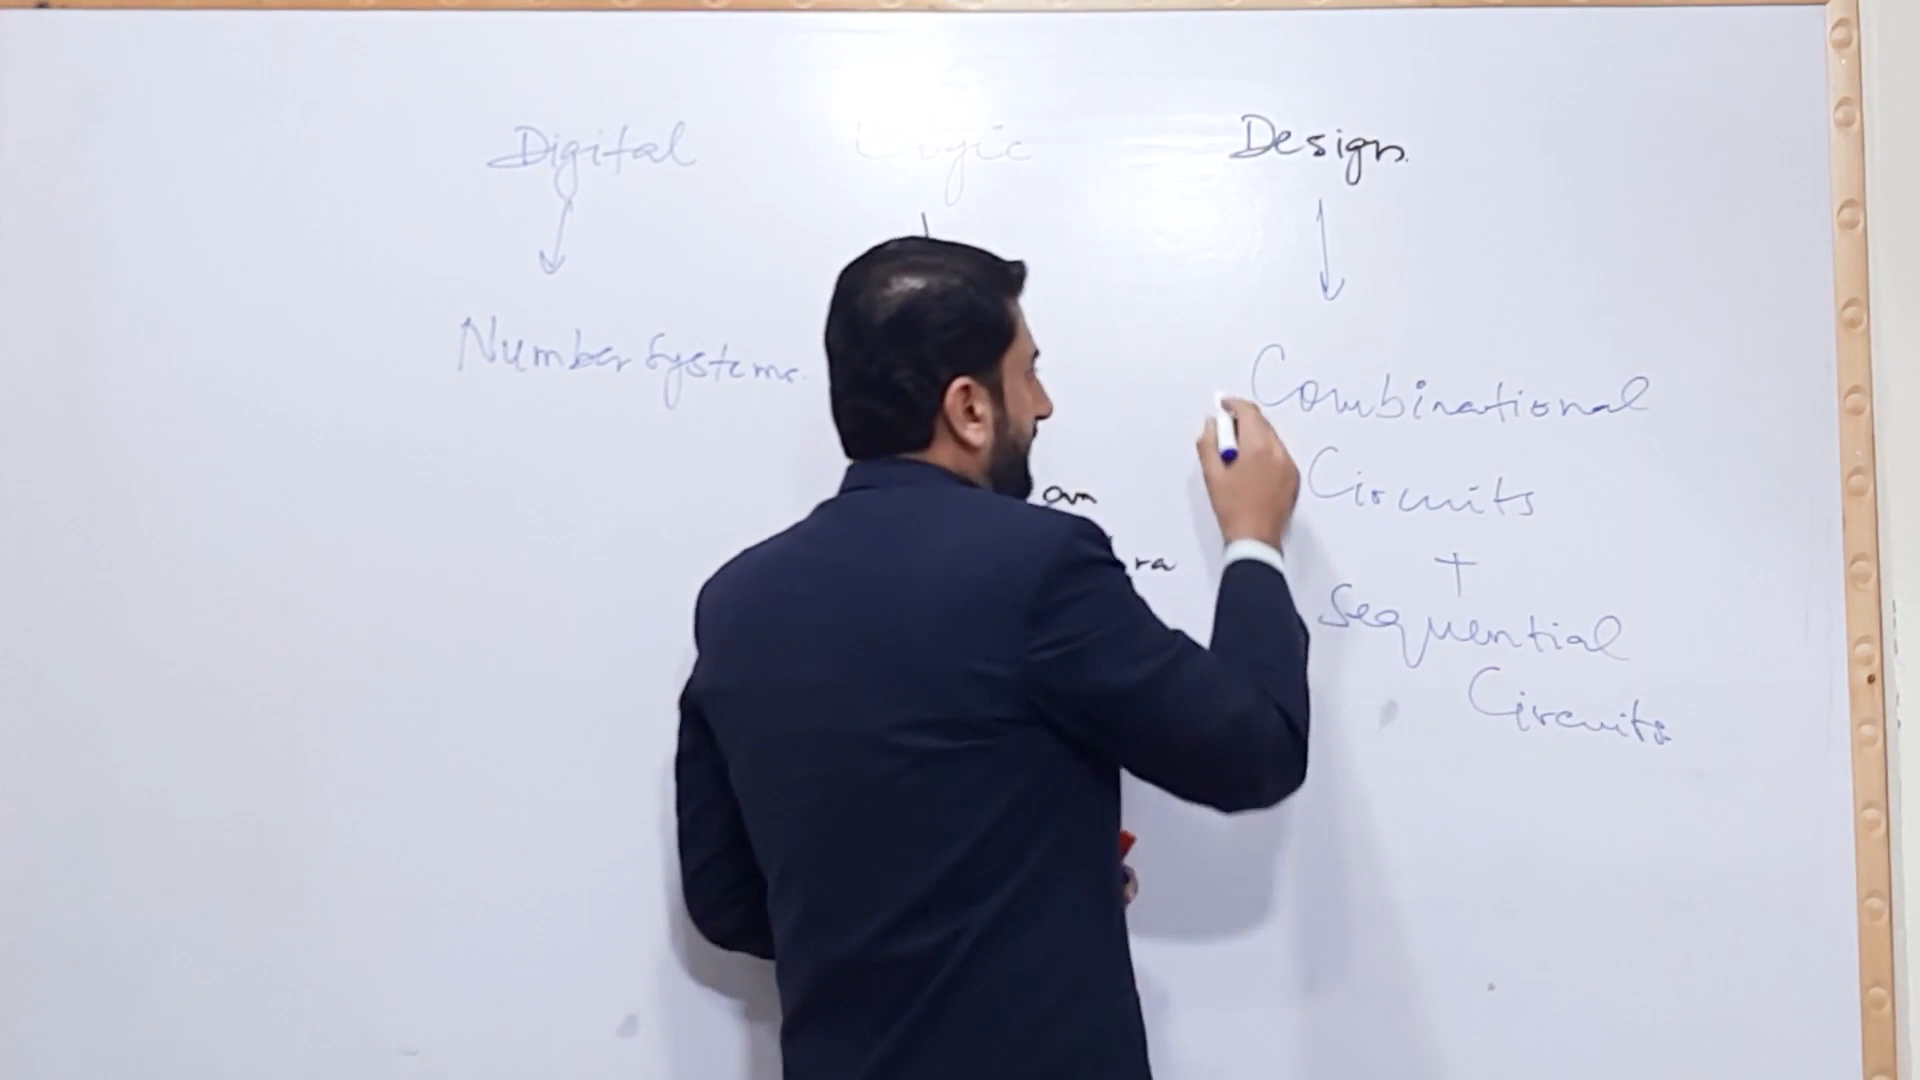 Digital Logic Design
Number Systems.
Combinational
Circuits
+
Sequential
Circuits